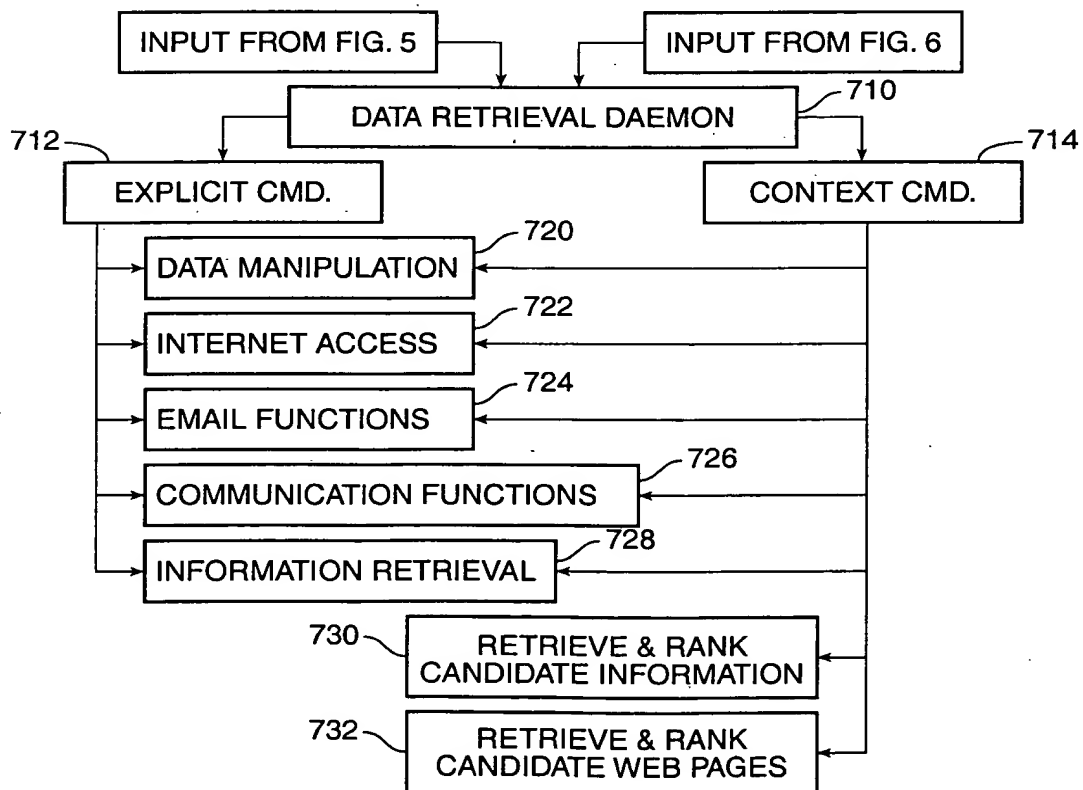 INPUT FROM FIG. 5
INPUT FROM FIG. 6
710
DATA RETRIEVAL DAEMON
712
714
EXPLICIT CMD.
CONTEXT CMD.
720
DATA MANIPULATION
722
INTERNET ACCESS
724
EMAIL FUNCTIONS
726
COMMUNICATION FUNCTIONS
728
INFORMATION RETRIEVAL
730
RETRIEVE & RANK
CANDIDATE INFORMATION
732
RETRIEVE & RANK
CANDIDATE WEB PAGES